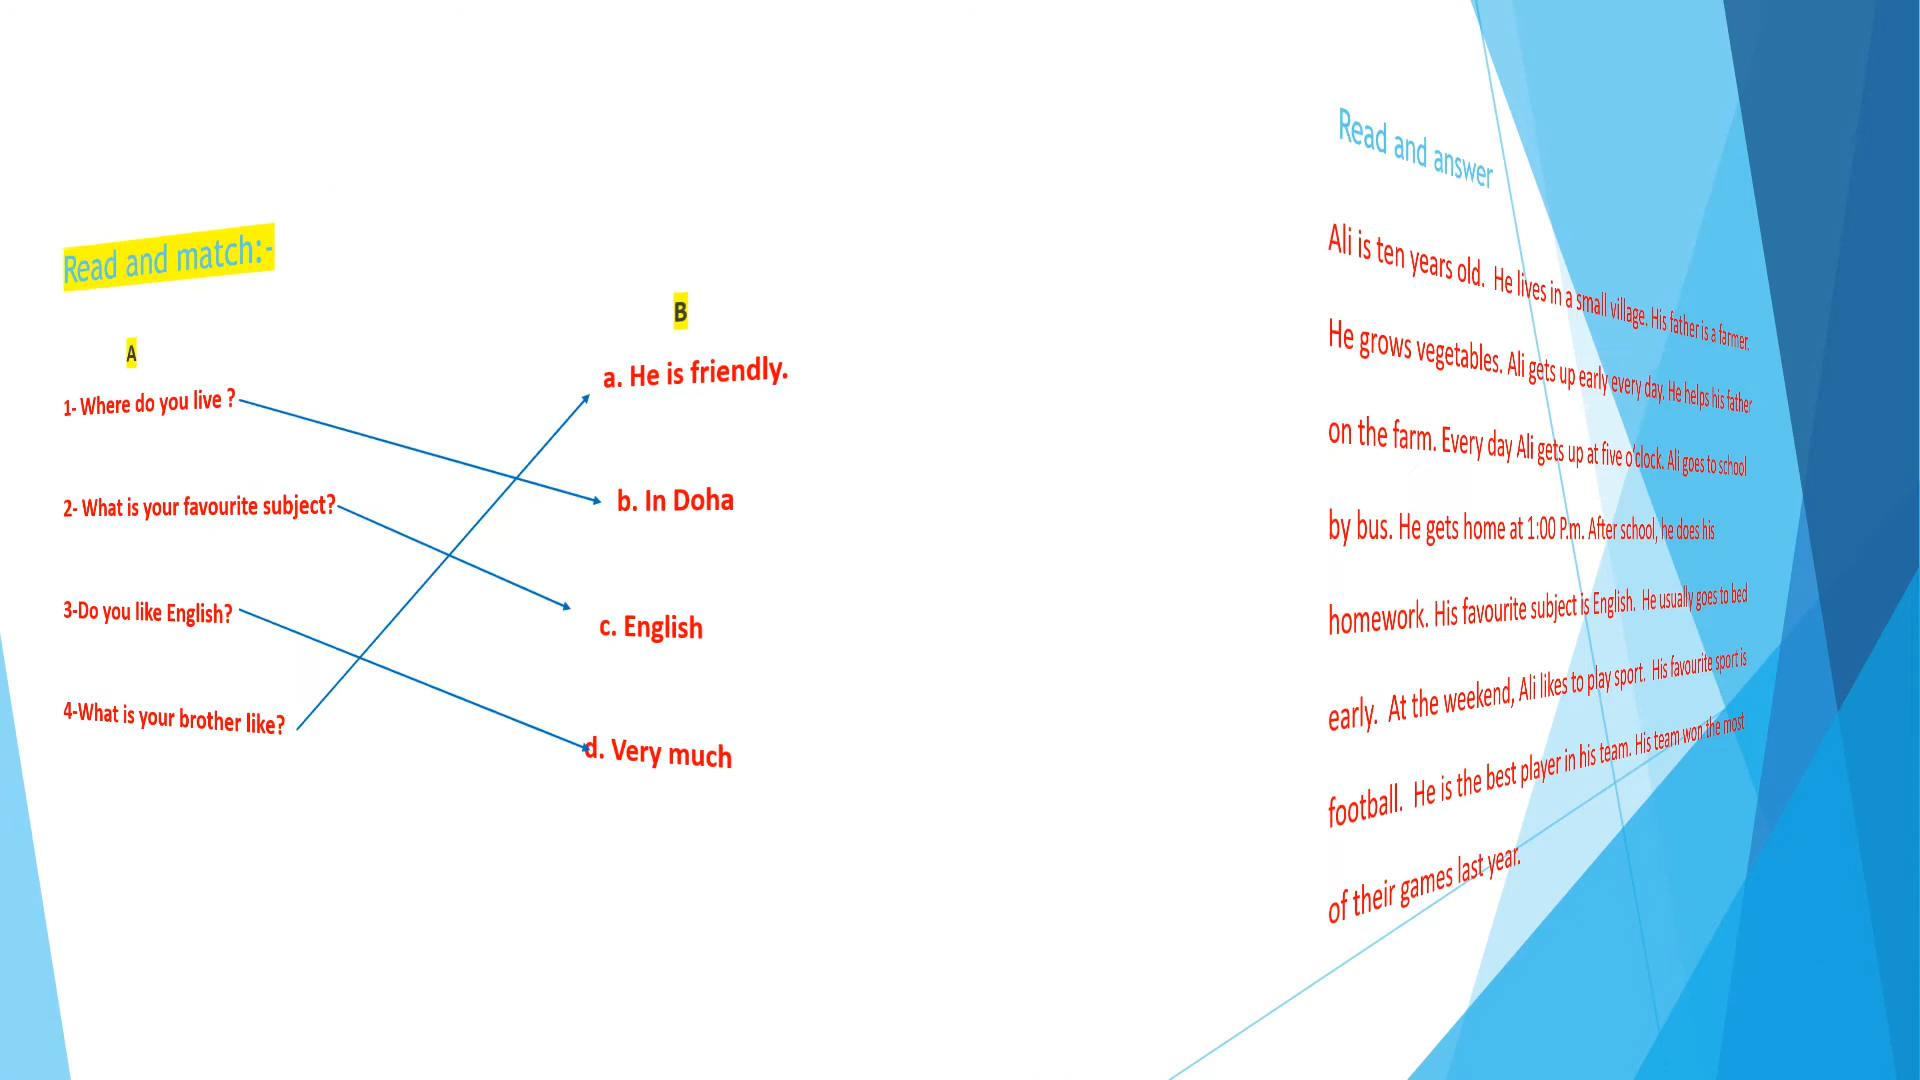 Read and match:-
A
B
1- Where do you live ?
a. He is friendly.
2- What is your favourite subject?
b. In Doha
3-Do you like English?
c. English
4-What is your brother like?
d. Very much
Read and answer
Ali is ten years old.  He lives in a small village. His father is a farmer.
He grows vegetables. Ali gets up early every day. He helps his father
on the farm. Every day Ali gets up at five o'clock. Ali goes to school
by bus. He gets home at 1:00 P.m. After school, he does his
homework. His favourite subject is English.  He usually goes to bed
early.  At the weekend, Ali likes to play sport.  His favourite sport is
football.  He is the best player in his team. His team won the most
of their games last year.